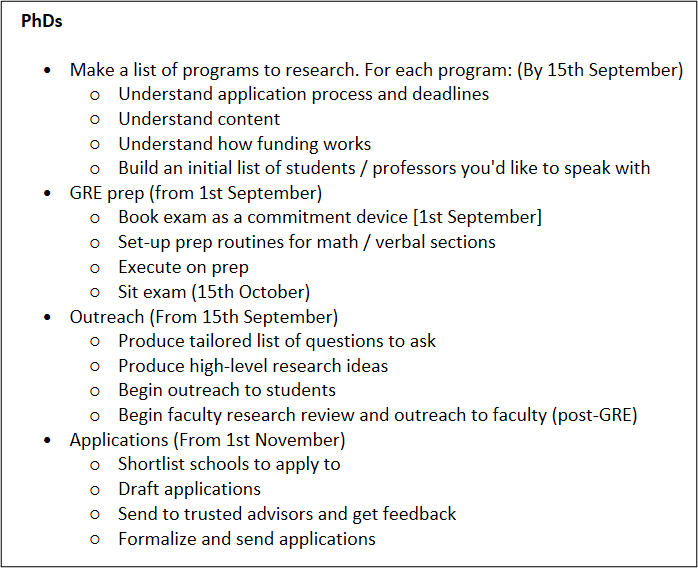 PhDs
• Make a list of programs to research. For each program: (By 15th September)
o Understand application process and deadlines
o Understand content
o Understand how funding works
o Build an initial list of students / professors you'd like to speak with
• GRE prep (from 1st September)
o Book exam as a commitment device [1st September]
o Set-up prep routines for math / verbal sections
o Execute on prep
o Sit exam (15th October)
• Outreach (From 15th September)
o Produce tailored list of questions to ask
o Produce high-level research ideas
o Begin outreach to students
o Begin faculty research review and outreach to faculty (post-GRE)
• Applications (From 1st November)
o Shortlist schools to apply to
o Draft applications
o Send to trusted advisors and get feedback
o Formalize and send applications